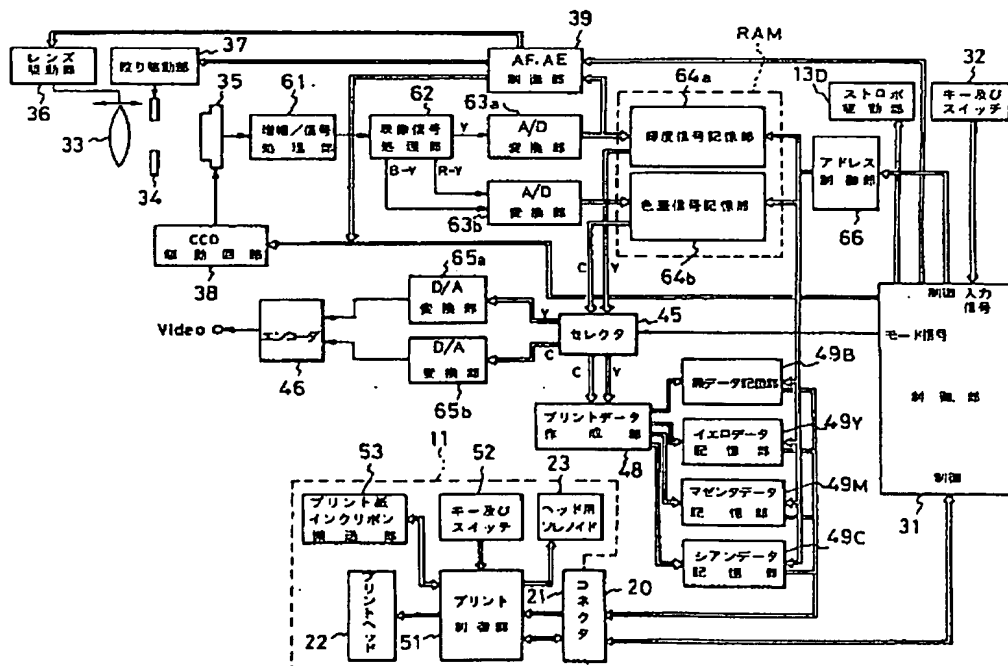 39
RAM
37
AF.AE
制御部
レンズ
駆動部
絞り駆動部
35
61
62
63a
64a
13D
32
ストロボ
駆動部
キー及び
スイッチ
36
33
34
増幅/信号
処理部
映像信号
処理部
Y
A/D
変換部
輝度信号記憶部
アドレス
制御部
B-Y
R-Y
A/D
変換部
色差信号記憶部
66
63b
CCD
駆動回路
38
C
Y
64b
65a
D/A
変換部
制御
信号
入力
Video
エンコーダ
Y
セレクタ
45
モード信号
D/A
変換部
C
46
65b
C
Y
49B
黒データ記憶部
制御部
プリントデータ
作成部
イエロデータ
記憶部
49Y
11
48
53
52
23
マゼンタデータ
記憶部
49M
制御
プリント紙
インクリボン
搬送部
キー及び
スイッチ
ヘッド用
ソレノイド
31
シアンデータ
記憶部
49C
20
21
コネクタ
プリントヘッド
プリント
制御部
22
51